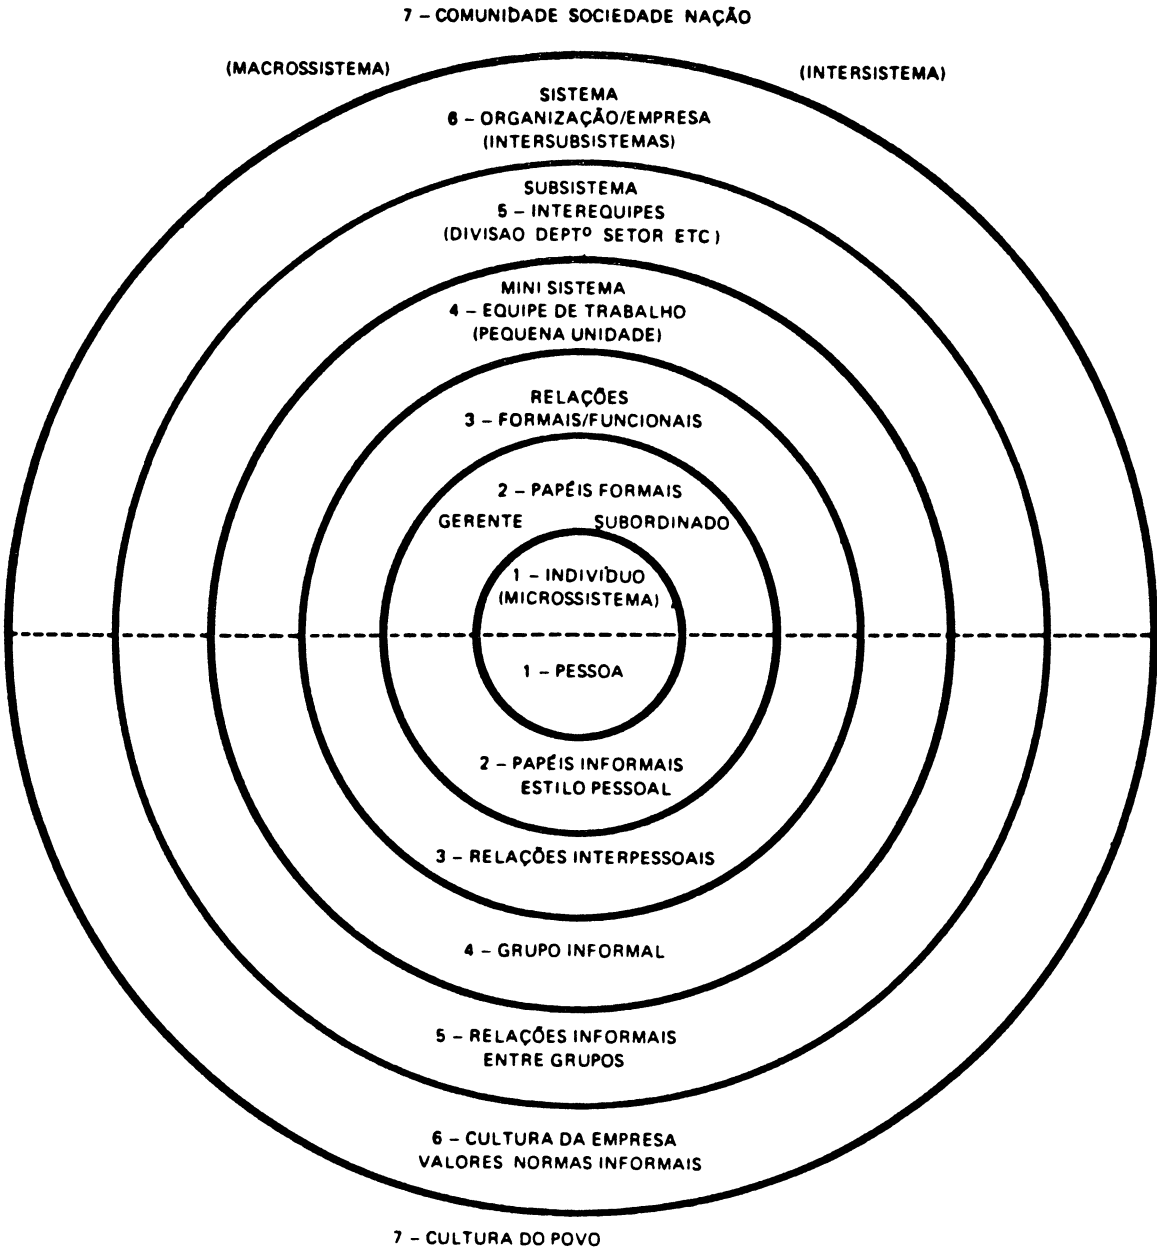 7 – COMUNIDADE SOCIEDADE NAÇÃO
(MACROSSISTEMA) (INTERSISTEMA)
SISTEMA
6 – ORGANIZAÇÃO/EMPRESA
(INTERSUBSISTEMAS)
SUBSISTEMA
5 – INTEREQUIPES
(DIVISAO DEPTº SETOR ETC)
MINI SISTEMA
4 – EQUIPE DE TRABALHO
(PEQUENA UNIDADE)
RELAÇÕES
3 – FORMAIS/FUNCIONAIS
2 – PAPÉIS FORMAIS
GERENTE SUBORDINADO
1 – INDIVÍDUO
(MICROSSISTEMA)
1 – PESSOA
2 – PAPÉIS INFORMAIS
ESTILO PESSOAL
3 – RELAÇÕES INTERPESSOAIS
4 – GRUPO INFORMAL
5 – RELAÇÕES INFORMAIS
ENTRE GRUPOS
6 – CULTURA DA EMPRESA
VALORES NORMAS INFORMAIS
7 – CULTURA DO POVO